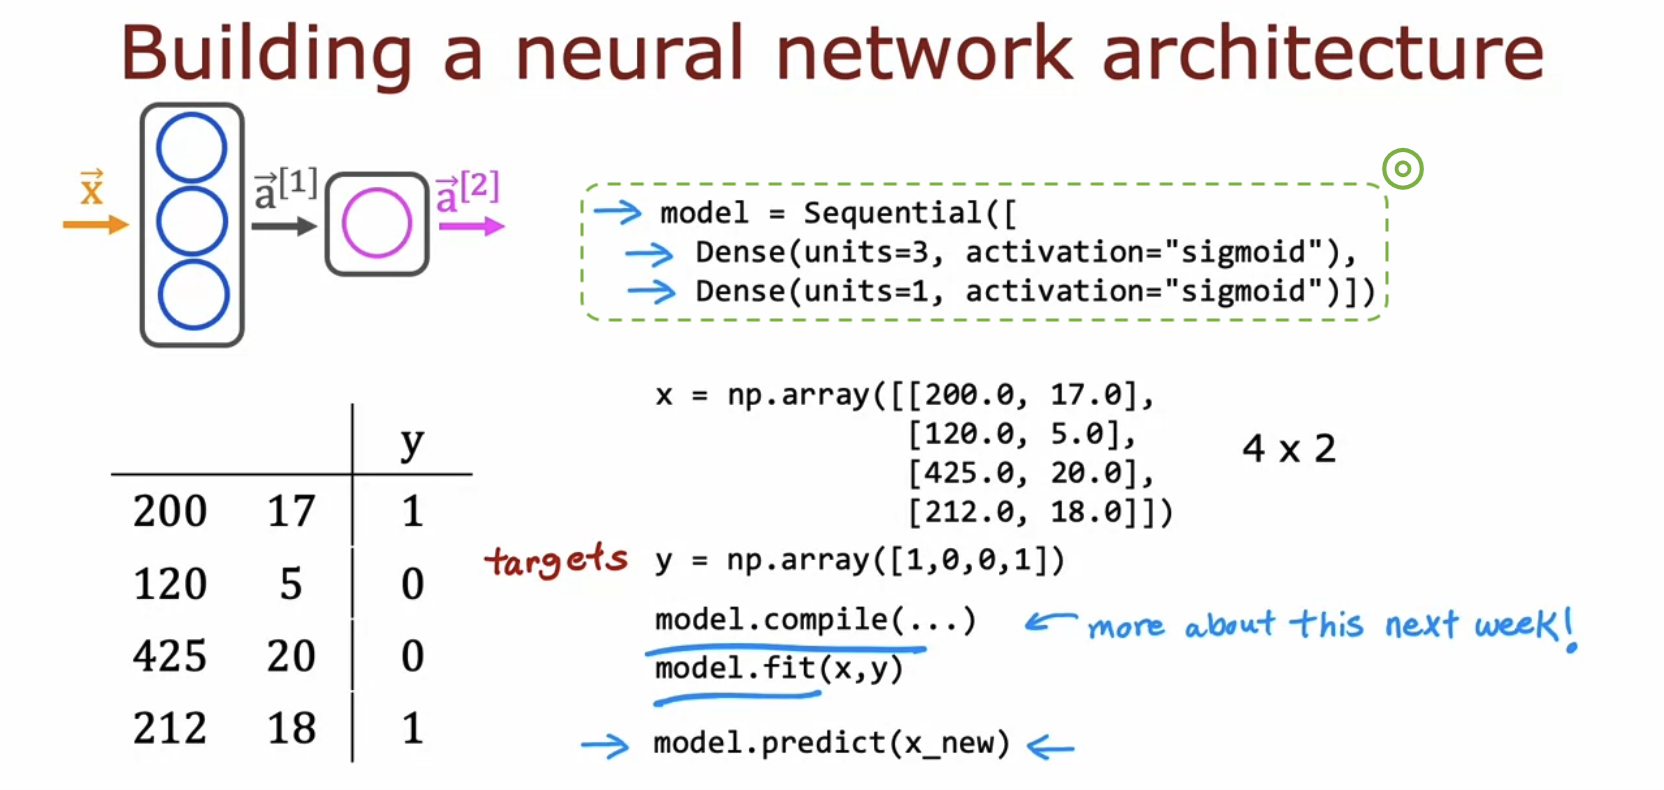 Building a neural network architecture
x⃗
a⃗[1]
a⃗[2]
model = Sequential([
Dense(units=3, activation="sigmoid"),
Dense(units=1, activation="sigmoid")])
y
200 17 1
120 5 0
425 20 0
212 18 1
x = np.array([[200.0, 17.0],
[120.0, 5.0],
[425.0, 20.0],
[212.0, 18.0]])
4 x 2
targets y = np.array([1,0,0,1])
model.compile(...) more about this next week!
model.fit(x,y)
model.predict(x_new)